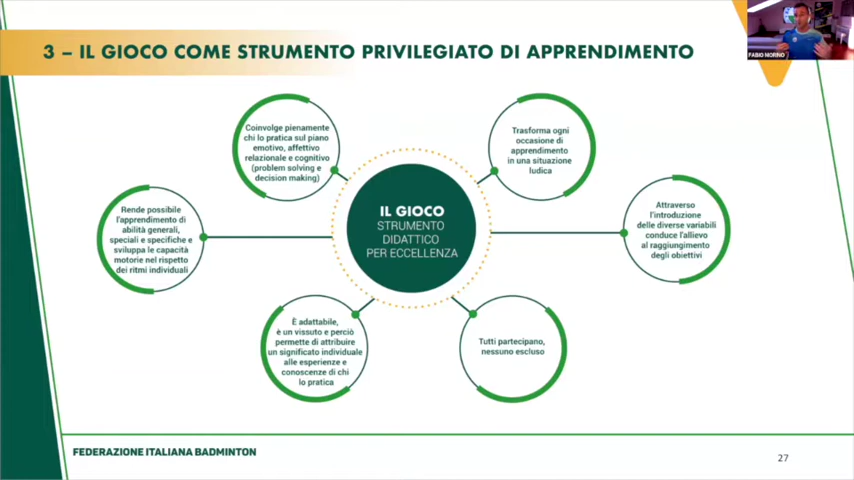 3 – IL GIOCO COME STRUMENTO PRIVILEGIATO DI APPRENDIMENTO
FABIO MORINO
Coinvolge pienamente
chi lo pratica sul piano
emotivo, affettivo
relazionale e cognitivo
(problem solving e
decision making)
Trasforma ogni
occasione di
apprendimento
in una situazione
ludica
Rende possibile
l'apprendimento di
abilità generali,
speciali e specifiche e
sviluppa le capacità
motorie nel rispetto
dei ritmi individuali
IL GIOCO
STRUMENTO
DIDATTICO
PER ECCELLENZA
Attraverso
l'introduzione
delle diverse variabili
conduce l'allievo
al raggiungimento
degli obiettivi
È adattabile,
è un vissuto e perciò
permette di attribuire
un significato individuale
alle esperienze e
conoscenze di chi
lo pratica
Tutti partecipano,
nessuno escluso
FEDERAZIONE ITALIANA BADMINTON
27